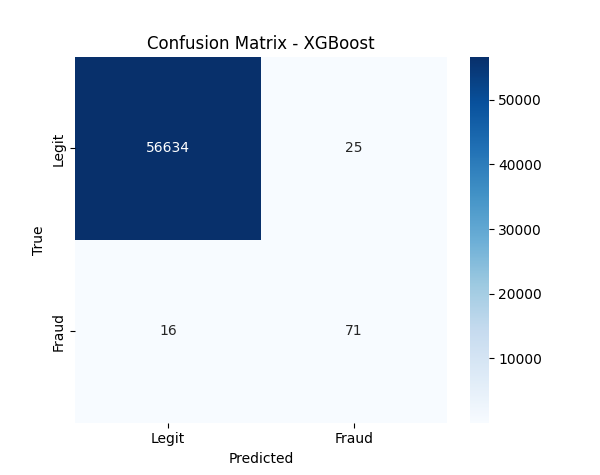 Confusion Matrix - XGBoost
True
Legit
56634
25
Fraud
16
71
Legit
Fraud
Predicted
50000
40000
30000
20000
10000